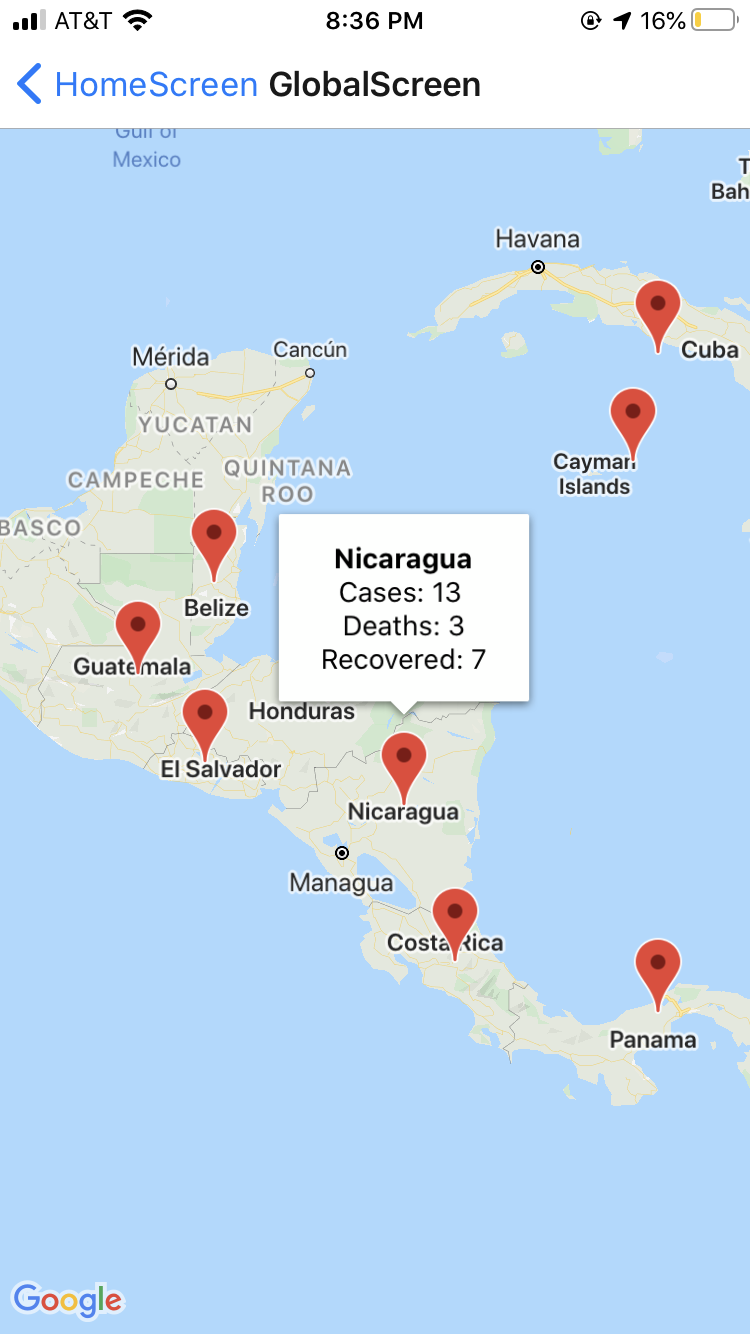 AT&T 8:36 PM 16%
HomeScreen GlobalScreen
Gulf of
Mexico
T
Bah
Havana
Cuba
Mérida
Cancún
YUCATAN
Cayman
Islands
CAMPECHE
QUINTANA
ROO
BASCO
Nicaragua
Cases: 13
Deaths: 3
Recovered: 7
Belize
Guatemala
Honduras
El Salvador
Nicaragua
Managua
Costa Rica
Panama
Google